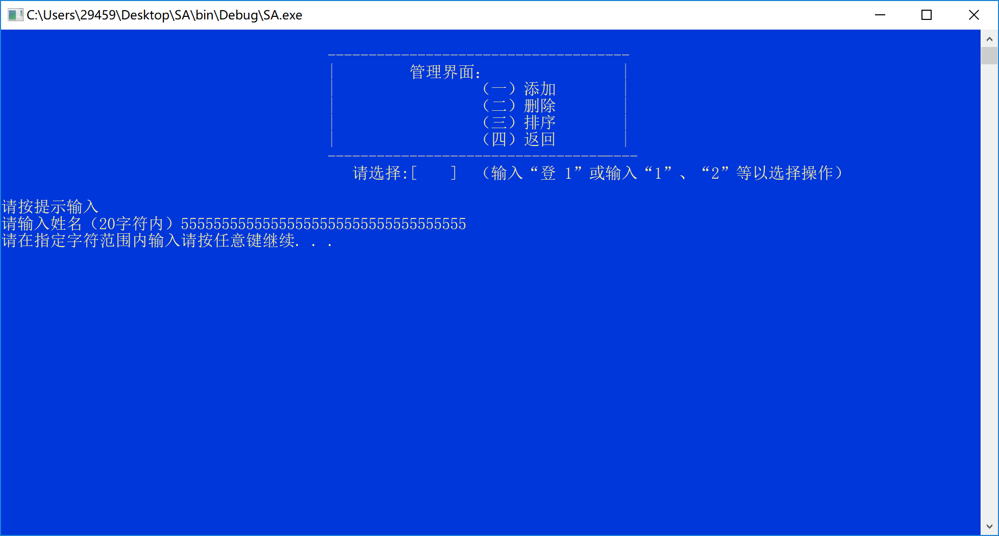 C:\Users\29459\Desktop\SA\bin\Debug\SA.exe
-------------------------------------
| 管理界面： |
| （一）添加 |
| （二）删除 |
| （三）排序 |
| （四）返回 |
--------------------------------------
请选择:[    ]  （输入“登 1”或输入“1”、“2”等以选择操作）
请按提示输入
请输入姓名（20字符内）55555555555555555555555555555555555
请在指定字符范围内输入请按任意键继续. . .